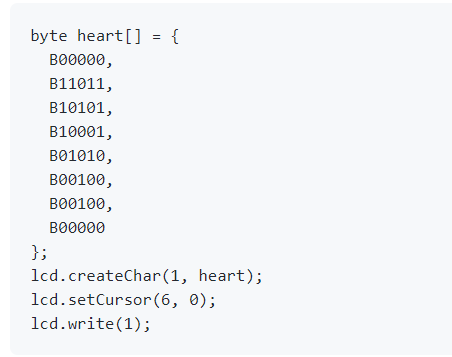 byte heart[] = {
  B00000,
  B11011,
  B10101,
  B10001,
  B01010,
  B00100,
  B00100,
  B00000
};
lcd.createChar(1, heart);
lcd.setCursor(6, 0);
lcd.write(1);